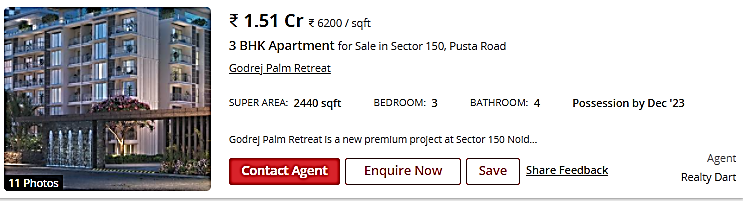 ₹ 1.51 Cr ₹ 6200 / sqft
3 BHK Apartment for Sale in Sector 150, Pusta Road
Godrej Palm Retreat
SUPER AREA: 2440 sqft BEDROOM: 3 BATHROOM: 4 Possession by Dec '23
Godrej Palm Retreat is a new premium project at Sector 150 Noid...
Contact Agent Enquire Now Save Share Feedback
Agent
Realty Dart
11 Photos